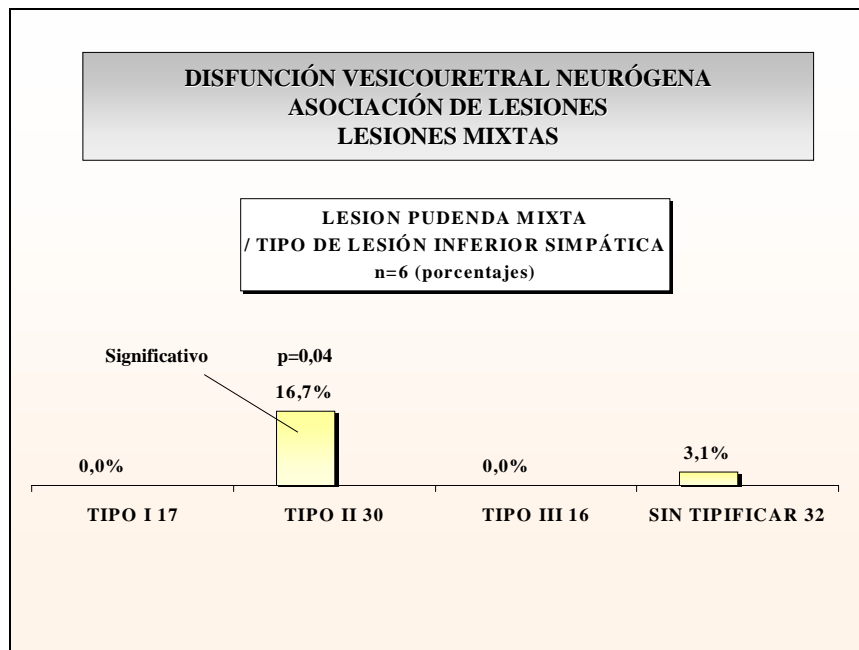 DISFUNCIÓN VESICOURETRAL NEURÓGENA
ASOCIACIÓN DE LESIONES
LESIONES MIXTAS
LESION PUDENDA MIXTA
/ TIPO DE LESIÓN INFERIOR SIMPÁTICA
n=6 (porcentajes)
Significativo p=0,04
16,7%
0,0% 0,0% 3,1%
TIPO I 17 TIPO II 30 TIPO III 16 SIN TIPIFICAR 32